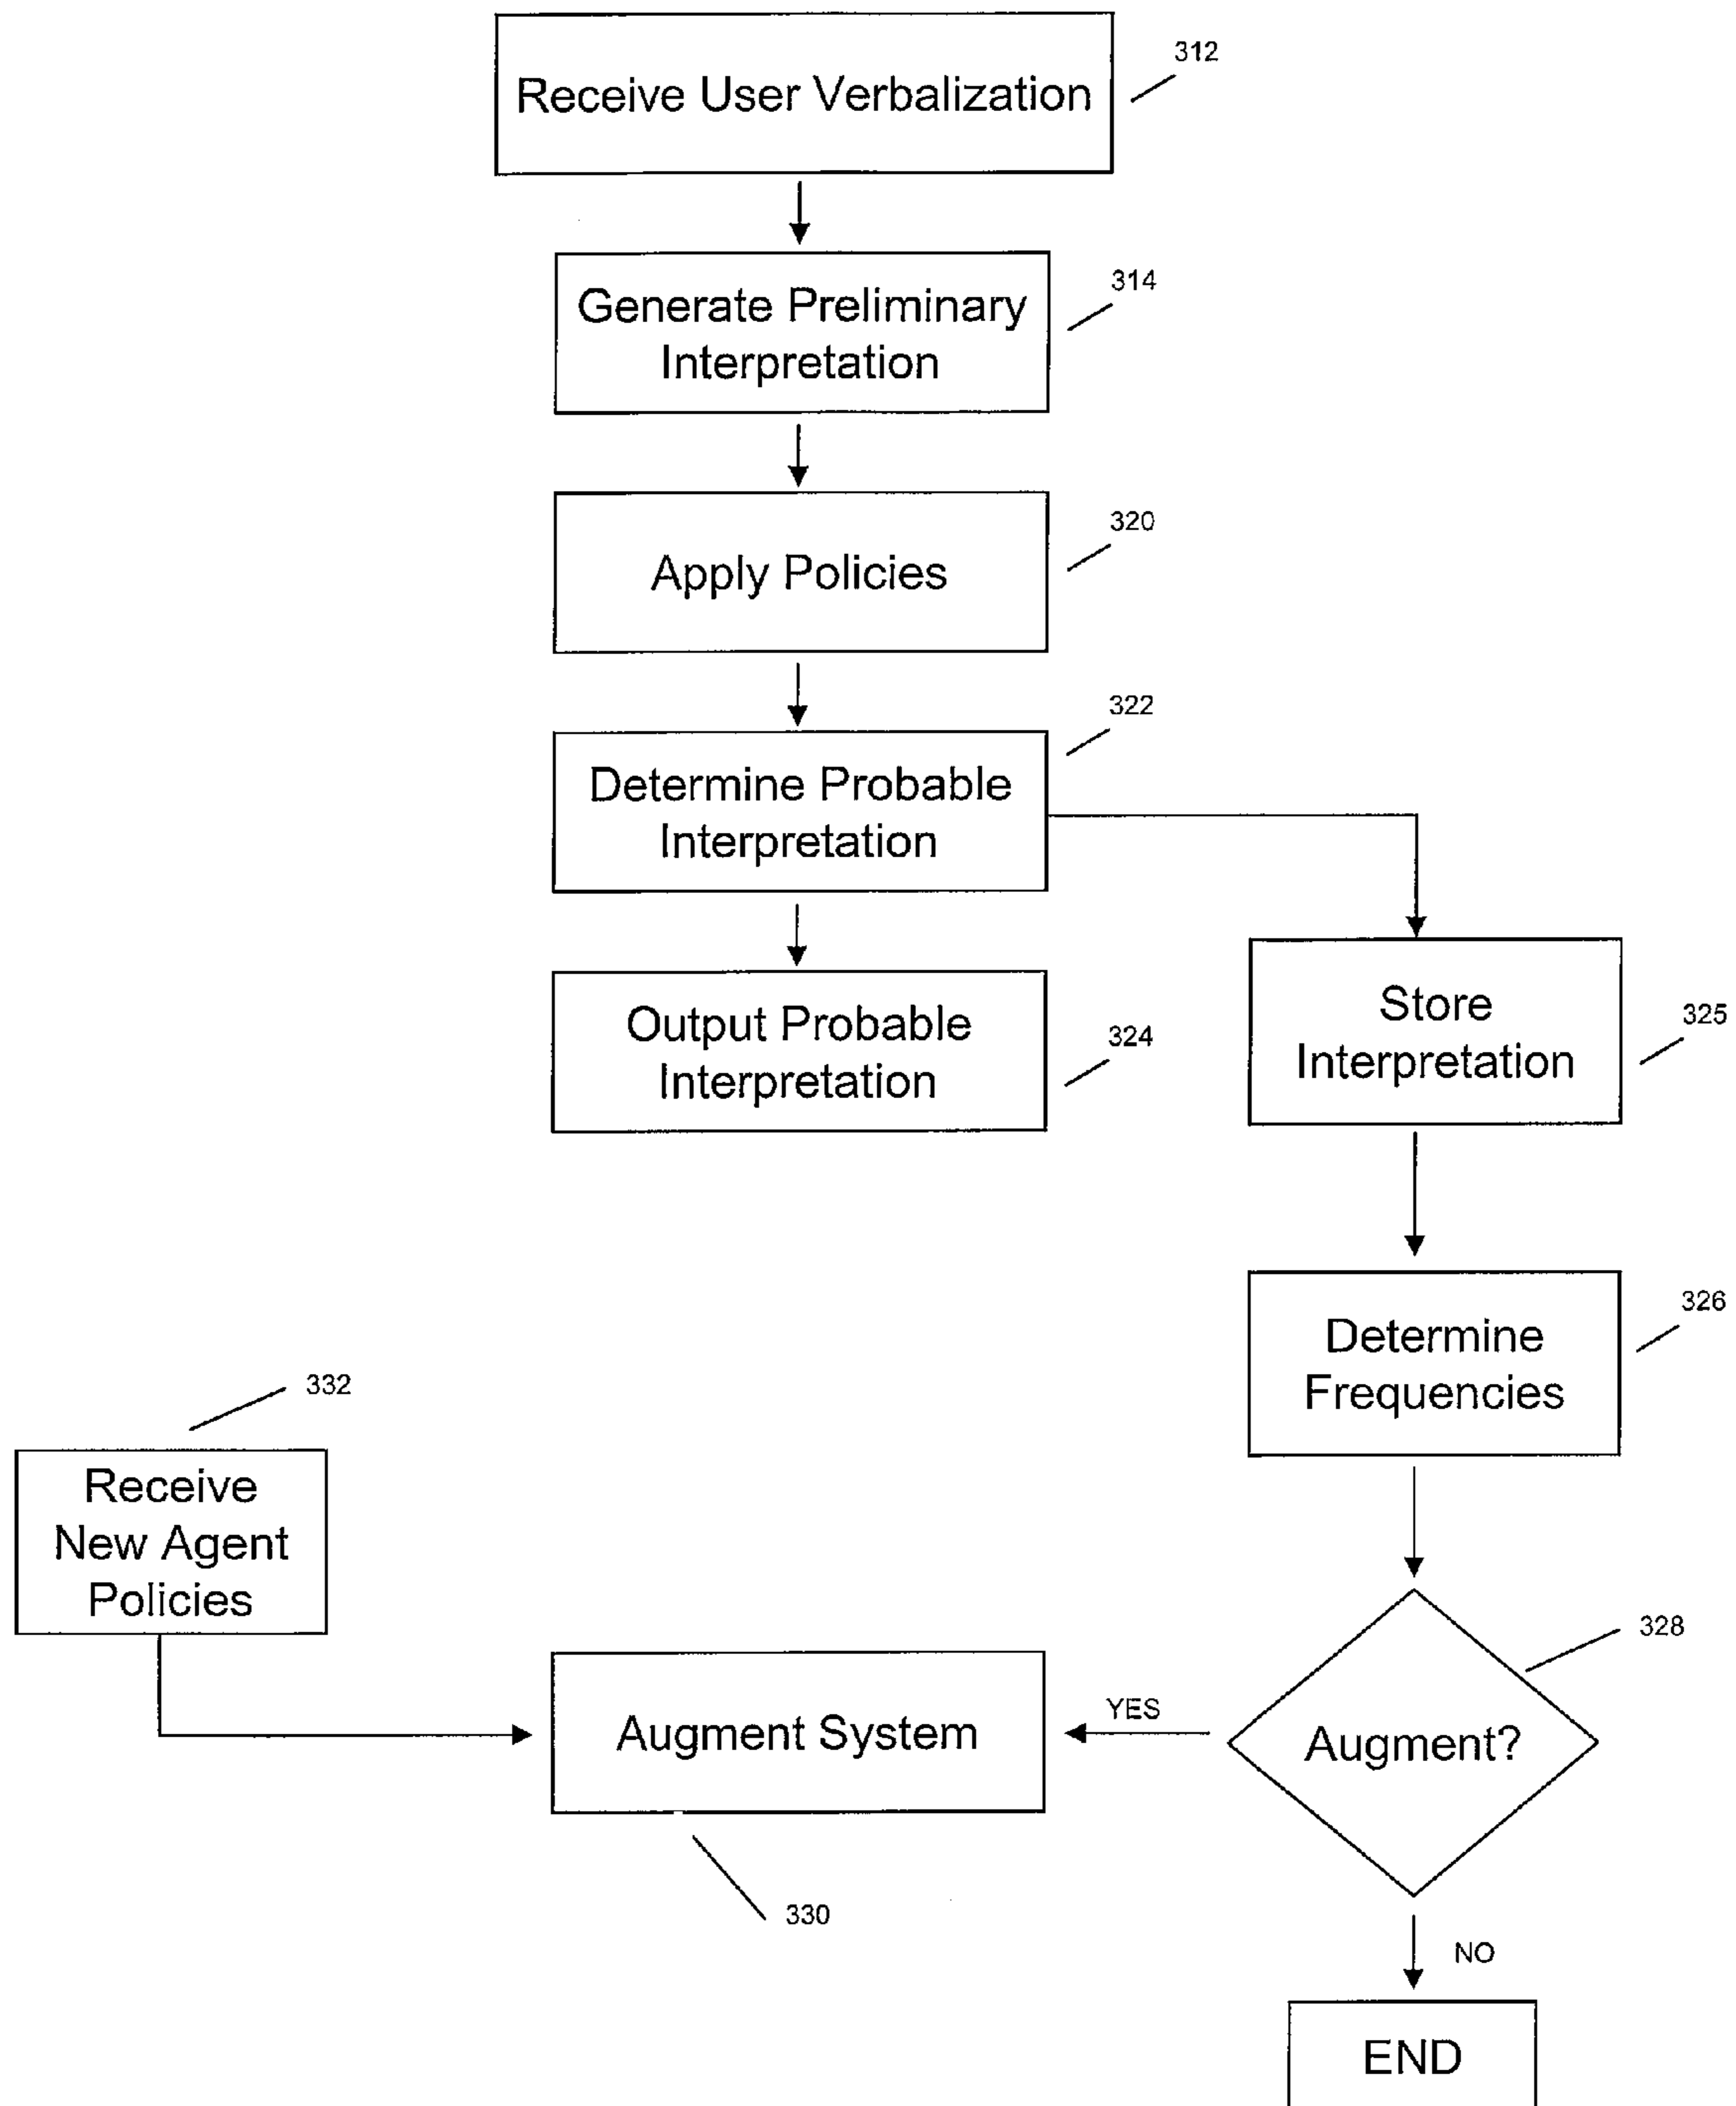 Receive User Verbalization
312
Generate Preliminary
Interpretation
314
Apply Policies
320
Determine Probable
Interpretation
322
Output Probable
Interpretation
324
Store
Interpretation
325
Determine
Frequencies
326
332
Receive
New Agent
Policies
Augment System
330
YES
Augment?
328
NO
END